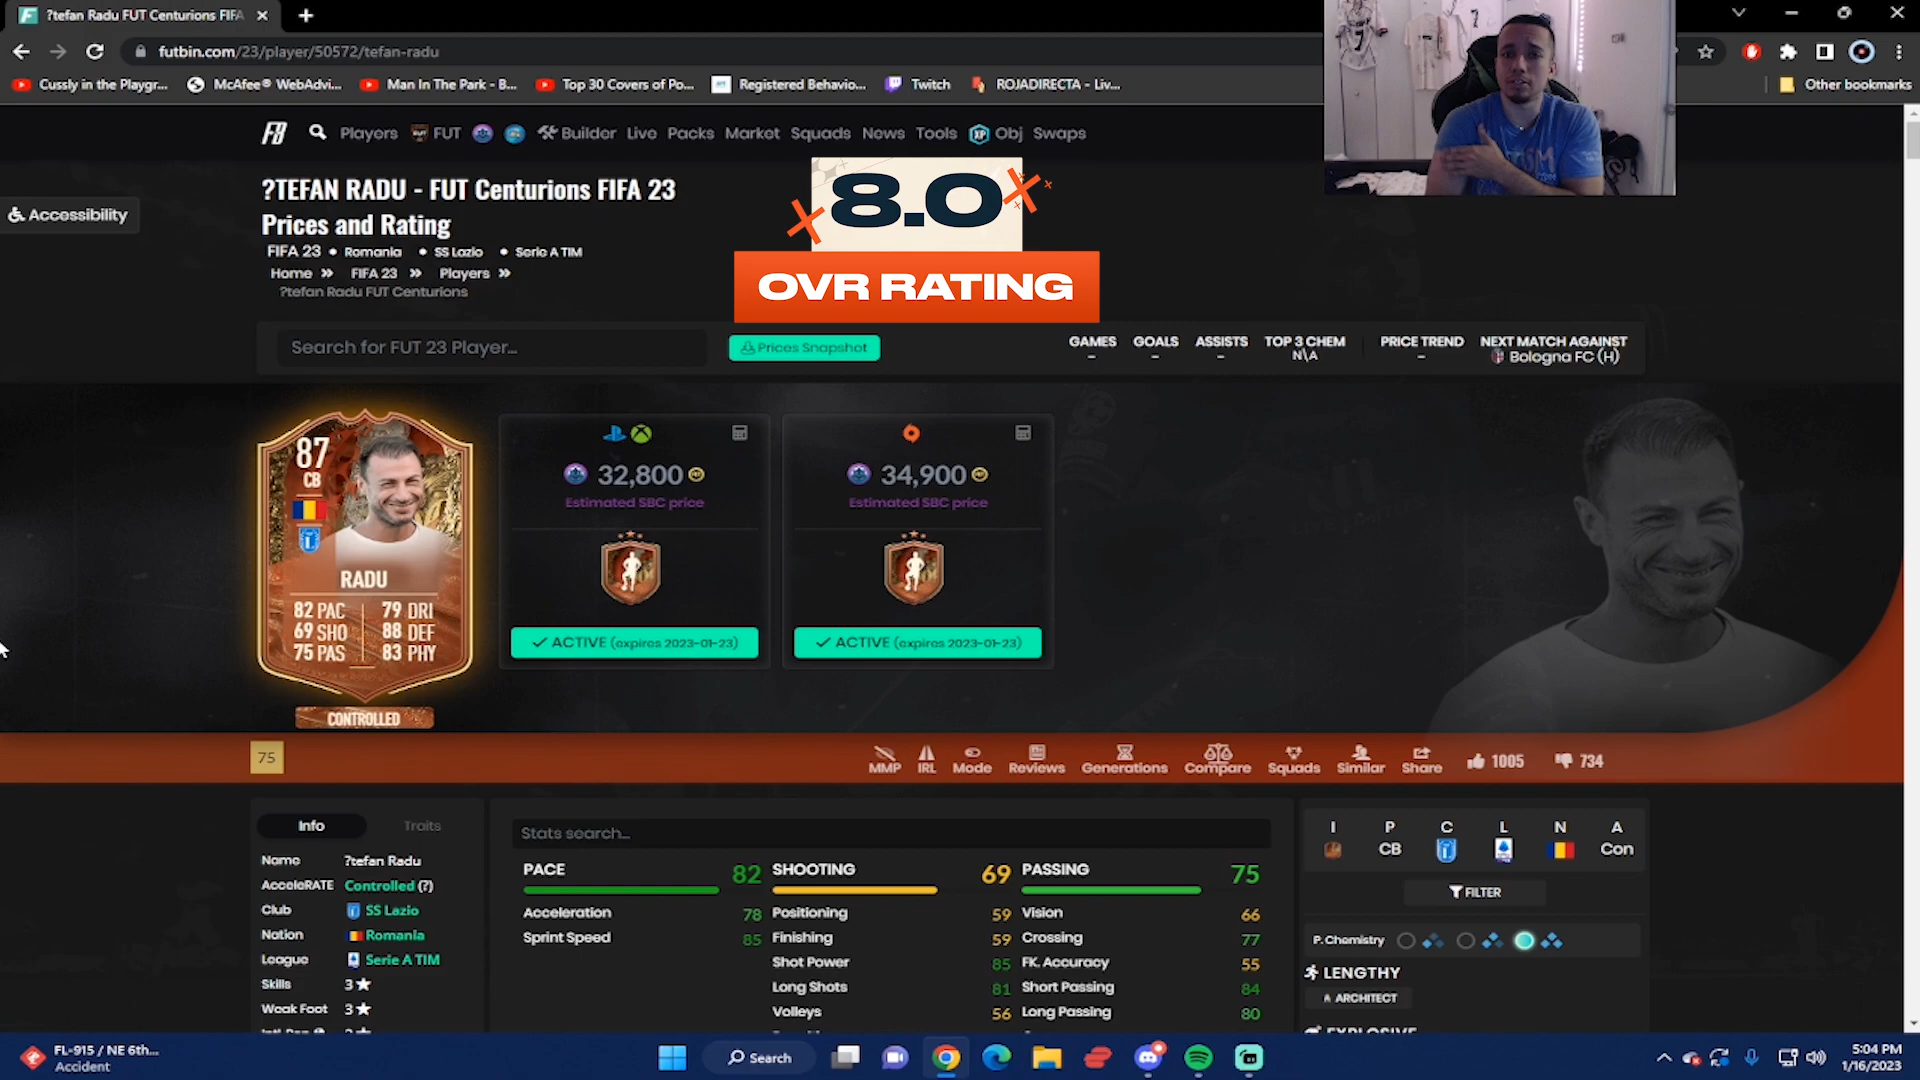 ?tefan Radu FUT Centurions FIFA
futbin.com/23/player/50572/tefan-radu
Cussly in the Playgr...
McAfee® WebAdvi...
Man In The Park - B...
Top 30 Covers of Po...
Registered Behavio...
Twitch
ROJADIRECTA - Liv...
Other bookmarks
Players FUT Builder Live Packs Market Squads News Tools Obj Swaps
Accessibility
?TEFAN RADU - FUT Centurions FIFA 23
Prices and Rating
FIFA 23 • Romania • SS Lazio • Serie A TIM
Home » FIFA 23 » Players »
?tefan Radu FUT Centurions
8.0
OVR RATING
Search for FUT 23 Player...
Prices Snapshot
GAMES GOALS ASSISTS TOP 3 CHEM PRICE TREND NEXT MATCH AGAINST
- - - N\A - Bologna FC (H)
87
CB
RADU
82 PAC 79 DRI
69 SHO 88 DEF
75 PAS 83 PHY
CONTROLLED
32,800
Estimated SBC price
ACTIVE (expires 2023-01-23)
34,900
Estimated SBC price
ACTIVE (expires 2023-01-23)
75
MMP IRL Mode Reviews Generations Compare Squads Similar Share 1005 734
Info Traits
Name ?tefan Radu
AcceleRATE Controlled (?)
Club SS Lazio
Nation Romania
League Serie A TIM
Skills 3
Weak Foot 3
Stats search...
PACE 82
Acceleration 78
Sprint Speed 85
SHOOTING 69
Positioning 59
Finishing 59
Shot Power 85
Long Shots 81
Volleys 56
PASSING 75
Vision 66
Crossing 77
FK. Accuracy 55
Short Passing 84
Long Passing 80
I P C L N A
CB Con
FILTER
P. Chemistry
LENGTHY
ARCHITECT
EXPLOSIVE
FL-915 / NE 6th...
Accident
Search
5:04 PM
1/16/2023